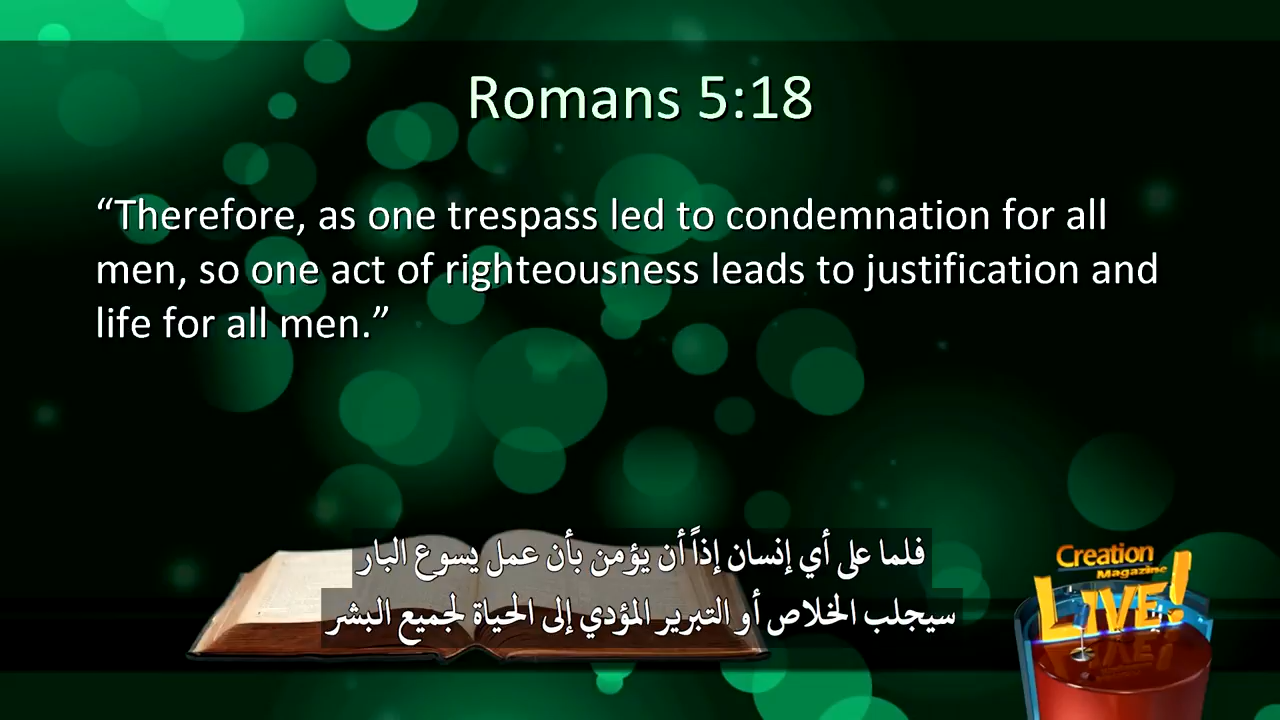 Romans 5:18
“Therefore, as one trespass led to condemnation for all
men, so one act of righteousness leads to justification and
life for all men.”
فلما على أي إنسان إذاً أن يؤمن بأن عمل يسوع البار
سيجلب الخلاص أو التبرير المؤدي إلى الحياة لجميع البشر
Creation
Magazine
LIVE!